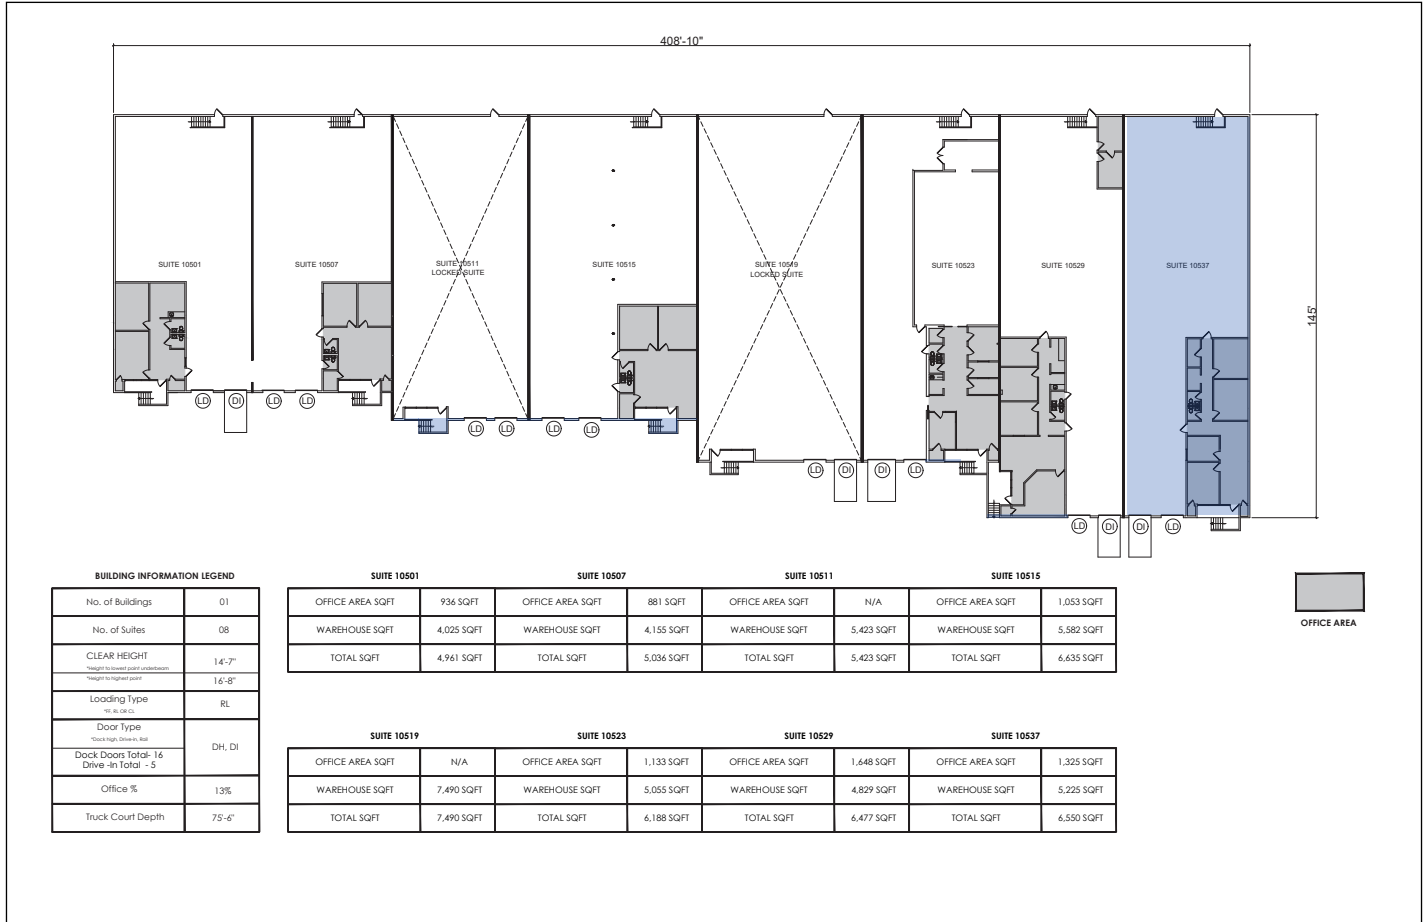 408'-10"
145'
SUITE 10501
SUITE 10507
SUITE 10511
LOCKED SUITE
SUITE 10515
SUITE 10519
LOCKED SUITE
SUITE 10523
SUITE 10529
SUITE 10537
LD
DI
LD
LD
LD
LD
LD
LD
LD
DI
DI
LD
LD
DI
DI
LD
BUILDING INFORMATION LEGEND
No. of Buildings 01
No. of Suites 08
CLEAR HEIGHT 14'-7"
*Height to lowest point underbeam
*Height to highest point 16'-8"
Loading Type RL
*FF, RL OR CL
Door Type
*Dock high, Drive-in, Rail
DH, DI
Dock Doors Total- 16
Drive -In Total - 5
Office % 13%
Truck Court Depth 75'-6"
SUITE 10501 SUITE 10507 SUITE 10511 SUITE 10515
OFFICE AREA SQFT 936 SQFT OFFICE AREA SQFT 881 SQFT OFFICE AREA SQFT N/A OFFICE AREA SQFT 1,053 SQFT
WAREHOUSE SQFT 4,025 SQFT WAREHOUSE SQFT 4,155 SQFT WAREHOUSE SQFT 5,423 SQFT WAREHOUSE SQFT 5,582 SQFT
TOTAL SQFT 4,961 SQFT TOTAL SQFT 5,036 SQFT TOTAL SQFT 5,423 SQFT TOTAL SQFT 6,635 SQFT
OFFICE AREA
SUITE 10519 SUITE 10523 SUITE 10529 SUITE 10537
OFFICE AREA SQFT N/A OFFICE AREA SQFT 1,133 SQFT OFFICE AREA SQFT 1,648 SQFT OFFICE AREA SQFT 1,325 SQFT
WAREHOUSE SQFT 7,490 SQFT WAREHOUSE SQFT 5,055 SQFT WAREHOUSE SQFT 4,829 SQFT WAREHOUSE SQFT 5,225 SQFT
TOTAL SQFT 7,490 SQFT TOTAL SQFT 6,188 SQFT TOTAL SQFT 6,477 SQFT TOTAL SQFT 6,550 SQFT